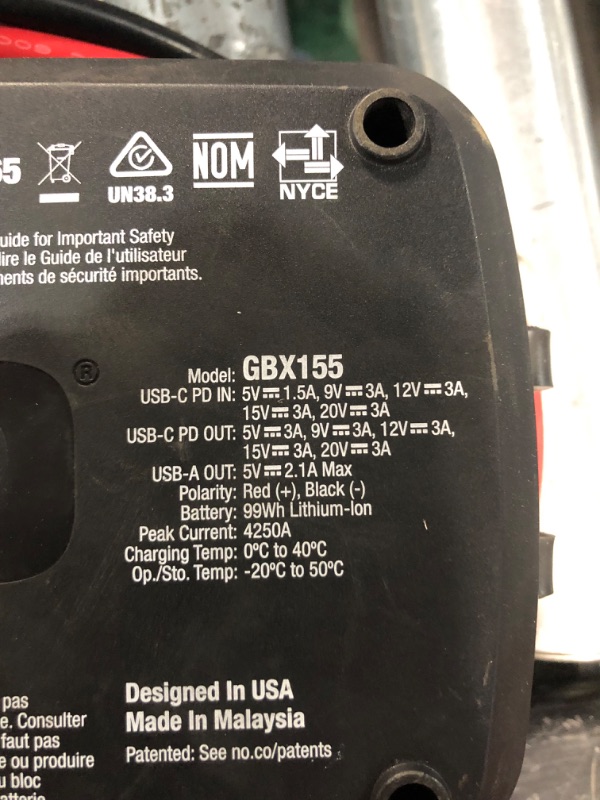 65
UN38.3
NOM
NYCE
uide for Important Safety
lire le Guide de l'utilisateur
ments de sécurité importants.
®
Model: GBX155
USB-C PD IN: 5V⎓1.5A, 9V⎓3A, 12V⎓3A,
15V⎓3A, 20V⎓3A
USB-C PD OUT: 5V⎓3A, 9V⎓3A, 12V⎓3A,
15V⎓3A, 20V⎓3A
USB-A OUT: 5V⎓2.1A Max
Polarity: Red (+), Black (-)
Battery: 99Wh Lithium-Ion
Peak Current: 4250A
Charging Temp: 0ºC to 40ºC
Op./Sto. Temp: -20ºC to 50ºC
Designed In USA
Made In Malaysia
Patented: See no.co/patents
pas
e. Consulter
faut pas
e ou produire
u bloc